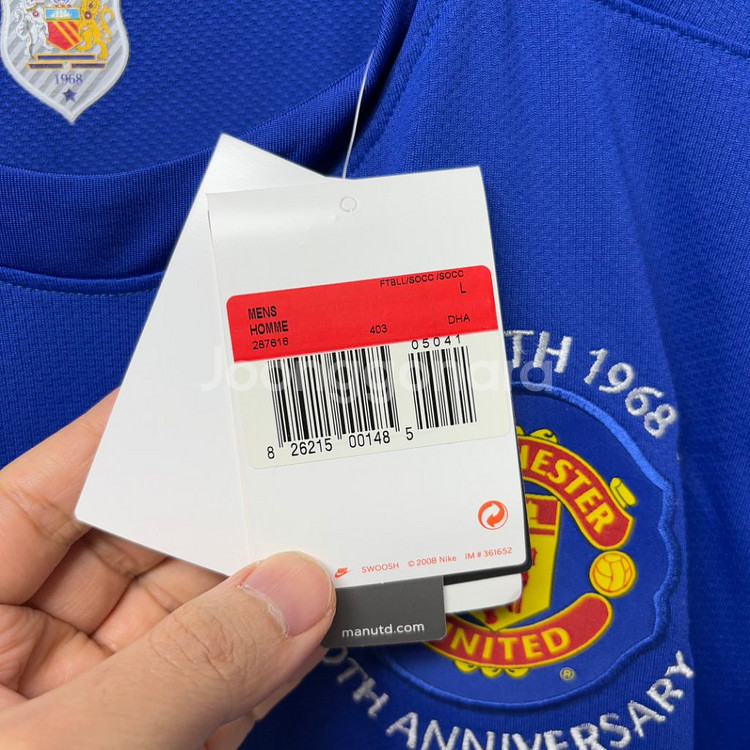 1968
FTBLL/SOCC /SOCC
L
MENS
HOMME
287616 403 DHA
05041
8 26215 00148 5
Joonggonara
SWOOSH © 2008 Nike IM # 361652
manutd.com
TH 1968
UNITED
®
ANNIVERSARY